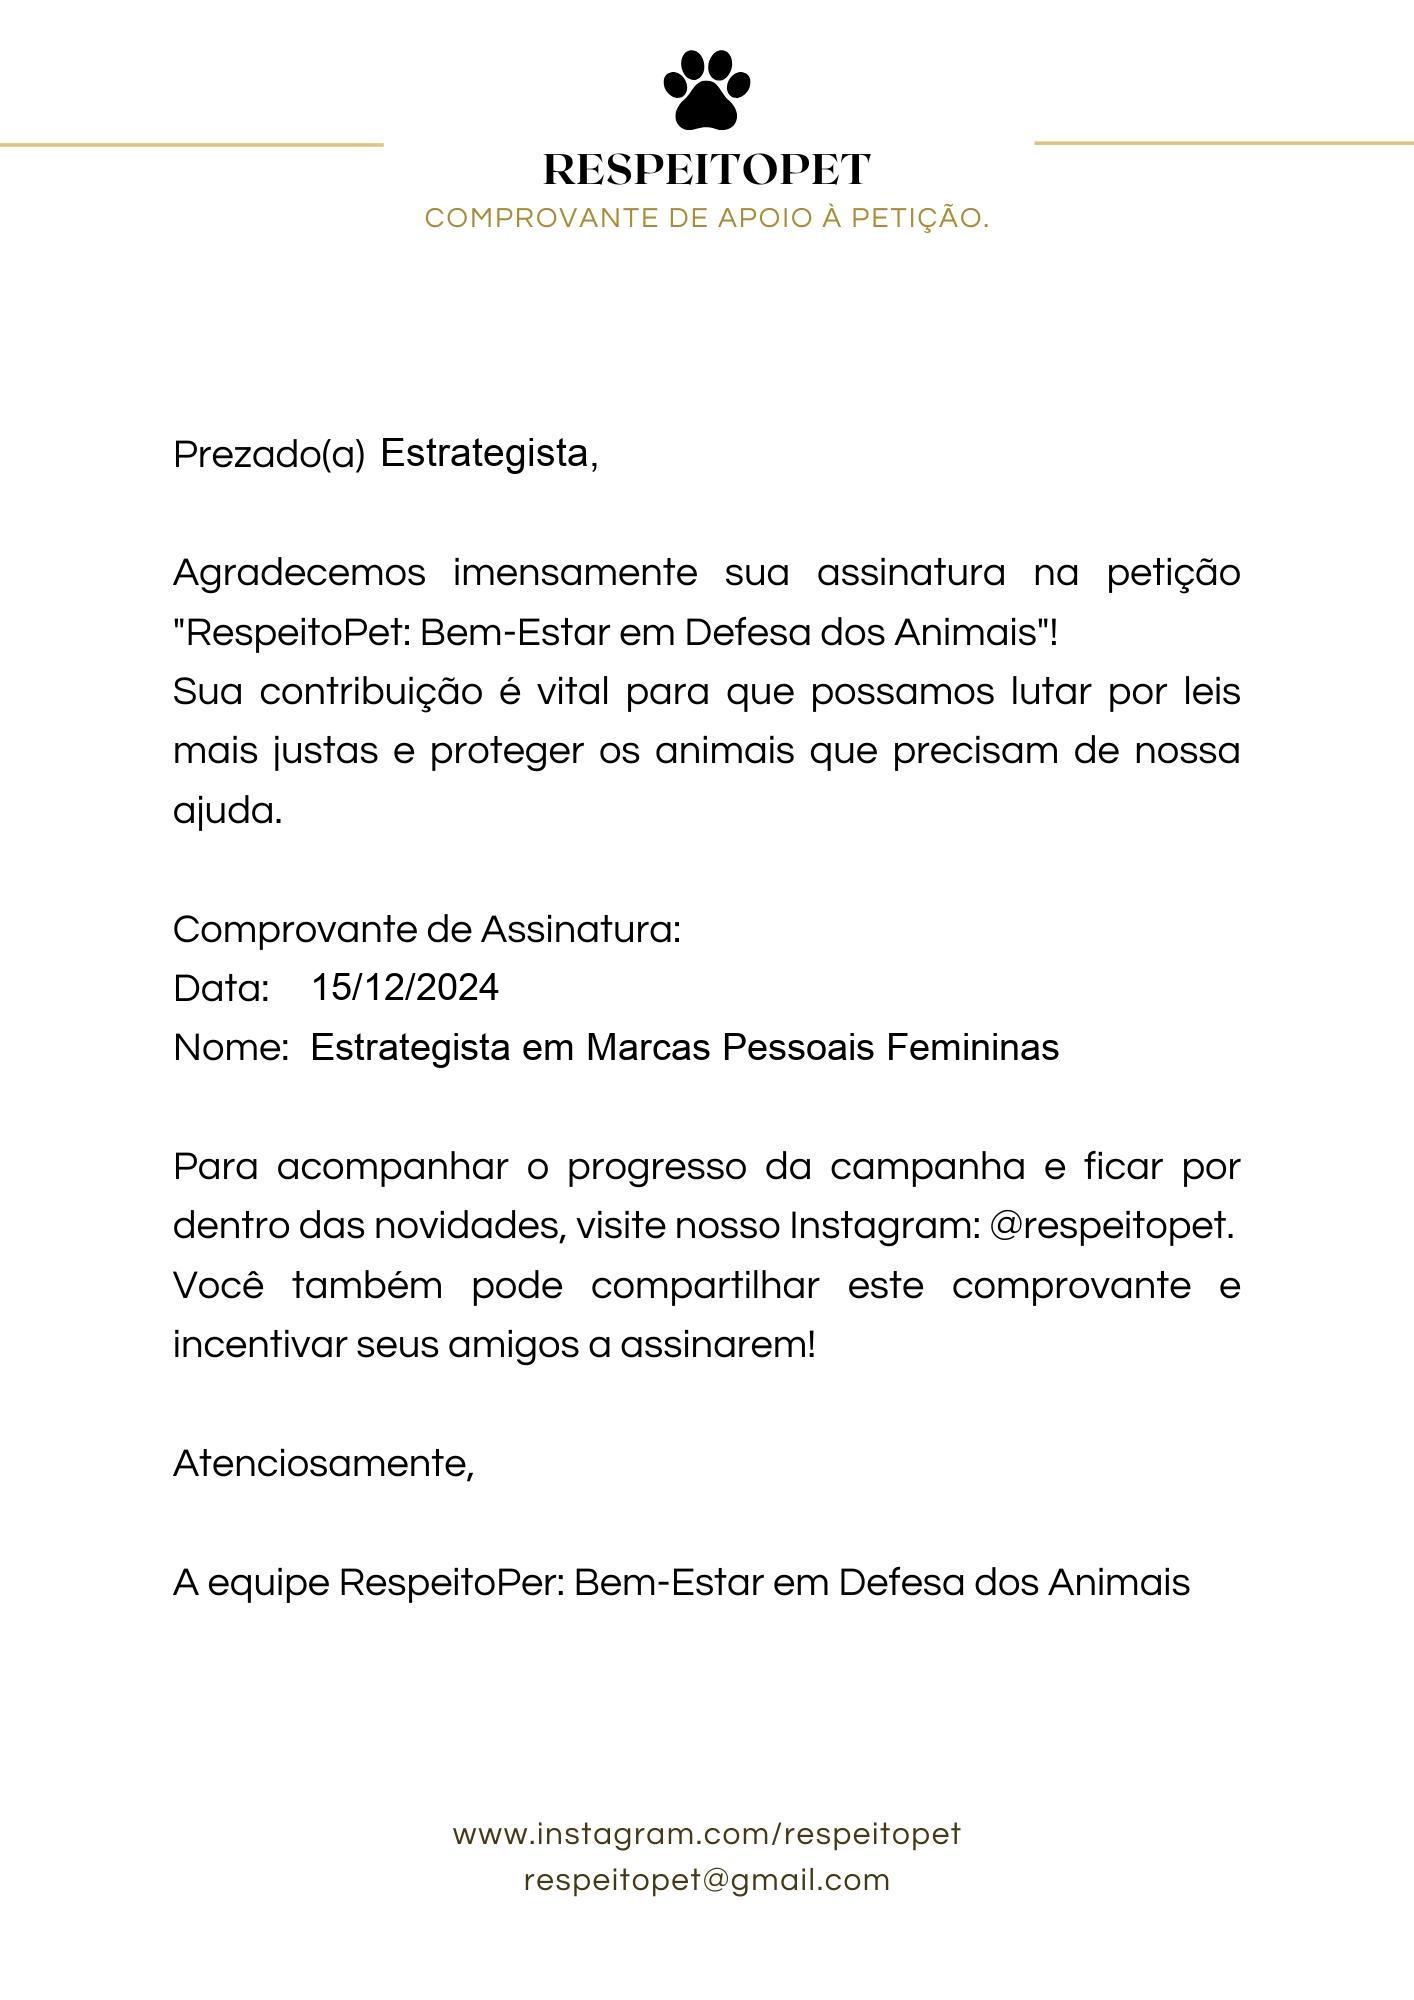 RESPEITOPET
COMPROVANTE DE APOIO À PETIÇÃO.
Prezado(a) Estrategista,
Agradecemos imensamente sua assinatura na petição
"RespeitoPet: Bem-Estar em Defesa dos Animais"!
Sua contribuição é vital para que possamos lutar por leis
mais justas e proteger os animais que precisam de nossa
ajuda.
Comprovante de Assinatura:
Data: 15/12/2024
Nome: Estrategista em Marcas Pessoais Femininas
Para acompanhar o progresso da campanha e ficar por
dentro das novidades, visite nosso Instagram: @respeitopet.
Você também pode compartilhar este comprovante e
incentivar seus amigos a assinarem!
Atenciosamente,
A equipe RespeitoPer: Bem-Estar em Defesa dos Animais
www.instagram.com/respeitopet
respeitopet@gmail.com